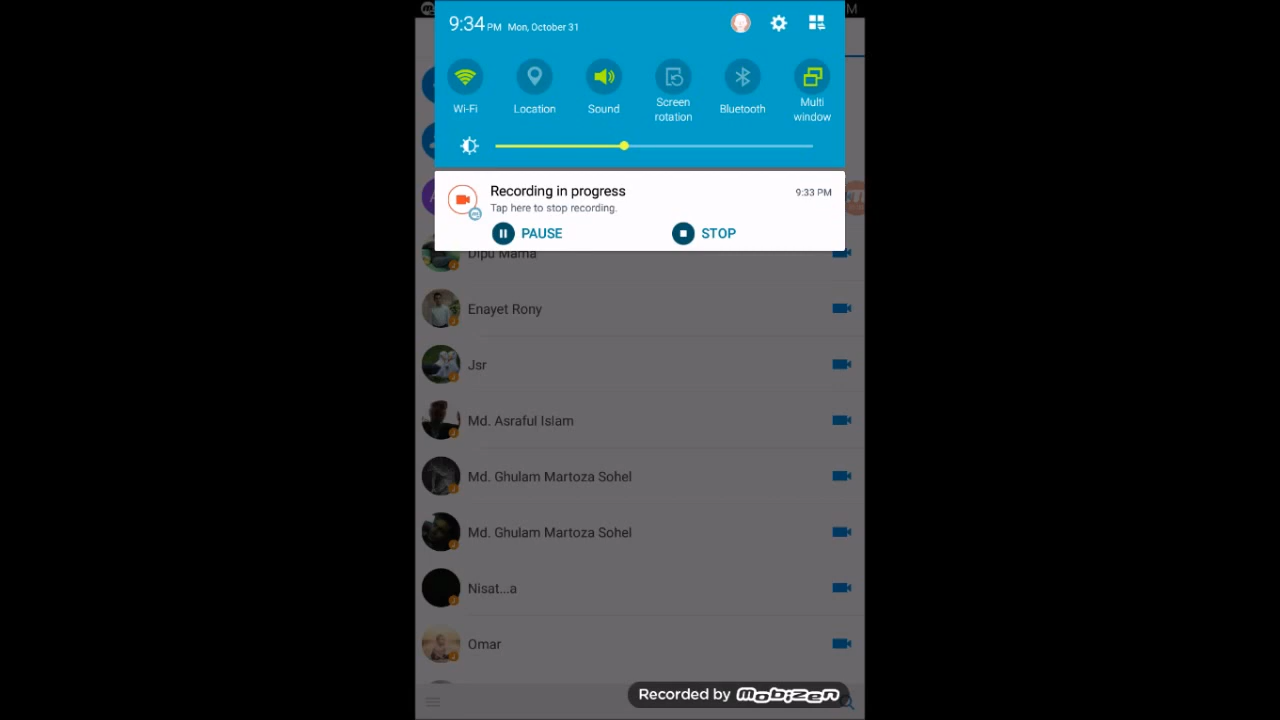 9:34 PM Mon, October 31
M
Wi-Fi
Location
Sound
Screen rotation
Bluetooth
Multi window
Recording in progress
9:33 PM
Tap here to stop recording.
PAUSE
STOP
Dipu Mama
Enayet Rony
Jsr
Md. Asraful Islam
Md. Ghulam Martoza Sohel
Md. Ghulam Martoza Sohel
Nisat...a
Omar
Recorded by mobizen